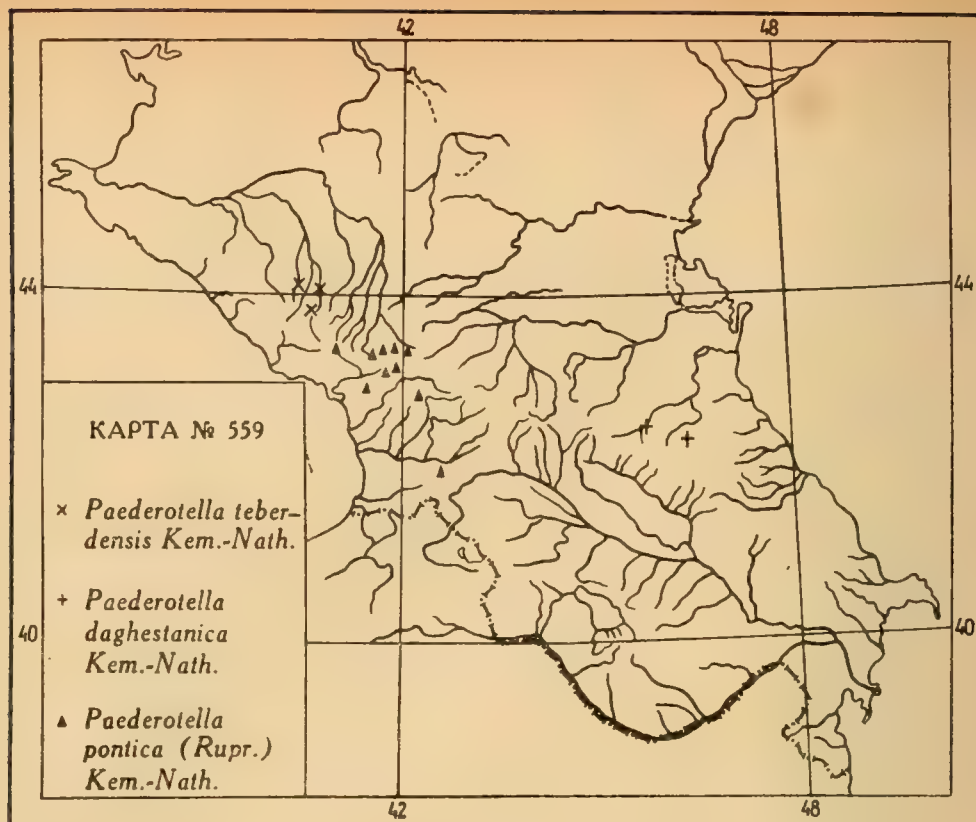 42 48
44 44
КАРТА № 559
× Paederotella teber-
densis Kem.-Nath.
+ Paederotella
daghestanica
Kem.-Nath.
▲ Paederotella
pontica (Rupr.)
Kem.-Nath.
40 40
42 48